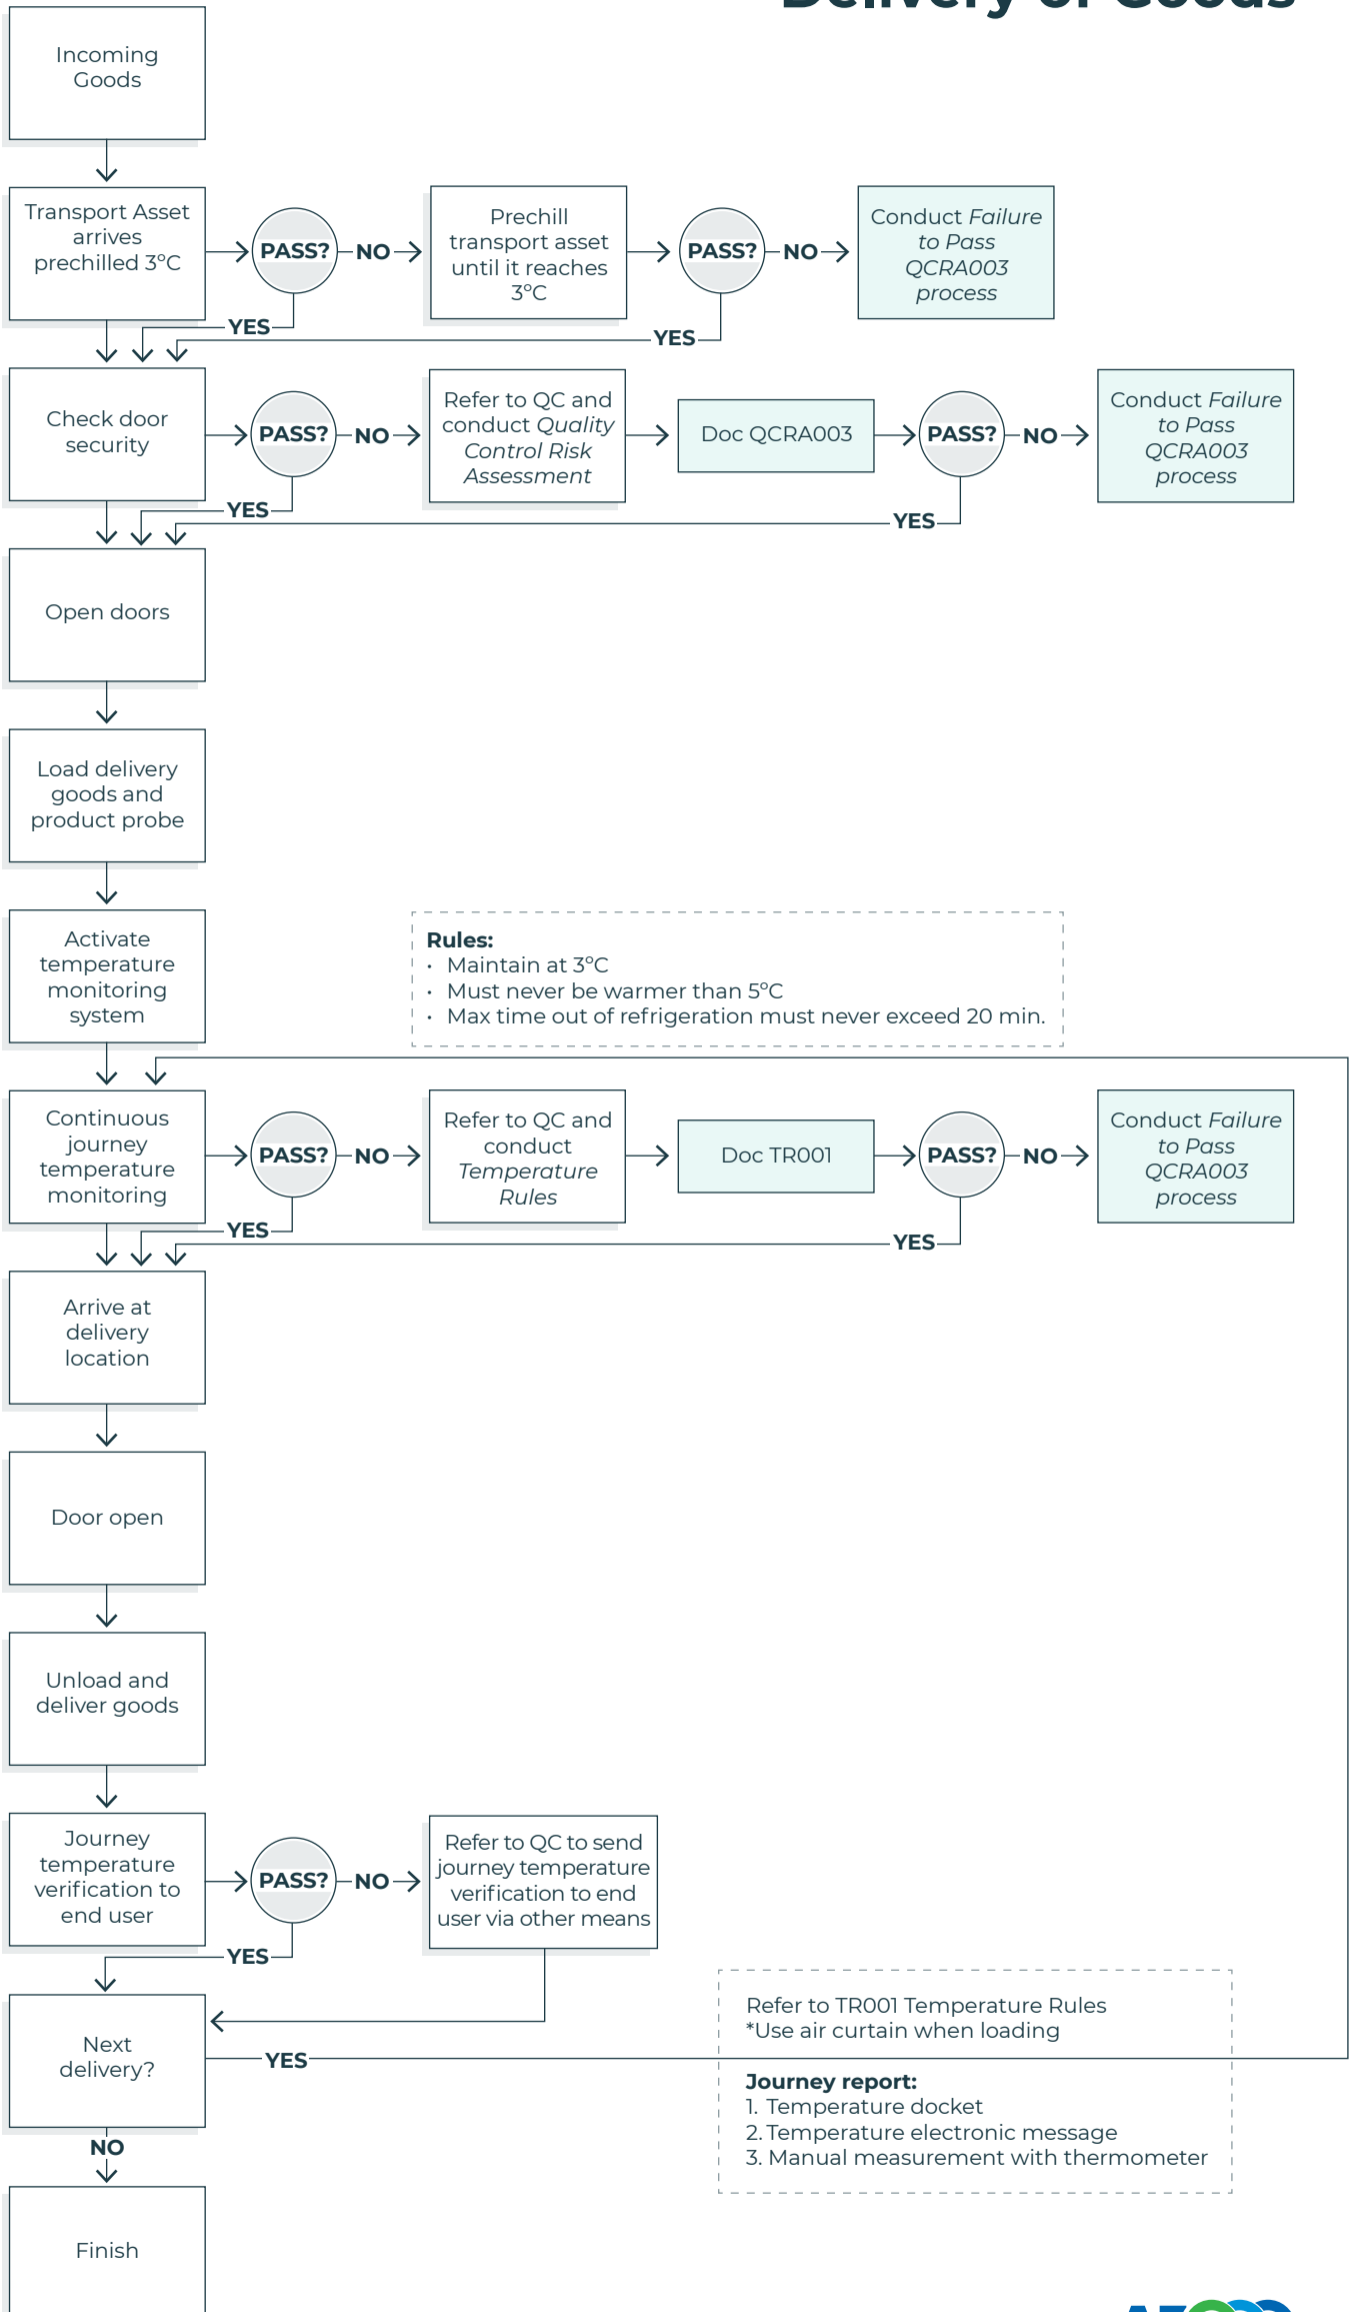 Delivery of Goods
Incoming
Goods
Transport Asset
arrives
prechilled 3°C
PASS?
NO
Prechill
transport asset
until it reaches
3°C
PASS?
NO
Conduct Failure
to Pass
QCRA003
process
YES
YES
Check door
security
PASS?
NO
Refer to QC and
conduct Quality
Control Risk
Assessment
Doc QCRA003
PASS?
NO
Conduct Failure
to Pass
QCRA003
process
YES
YES
Open doors
Load delivery
goods and
product probe
Activate
temperature
monitoring
system
Rules:
· Maintain at 3°C
· Must never be warmer than 5°C
· Max time out of refrigeration must never exceed 20 min.
Continuous
journey
temperature
monitoring
PASS?
NO
Refer to QC and
conduct
Temperature
Rules
Doc TR001
PASS?
NO
Conduct Failure
to Pass
QCRA003
process
YES
YES
Arrive at
delivery
location
Door open
Unload and
deliver goods
Journey
temperature
verification to
end user
PASS?
NO
Refer to QC to send
journey temperature
verification to end
user via other means
YES
Next
delivery?
YES
NO
Refer to TR001 Temperature Rules
*Use air curtain when loading
Journey report:
1. Temperature docket
2. Temperature electronic message
3. Manual measurement with thermometer
Finish